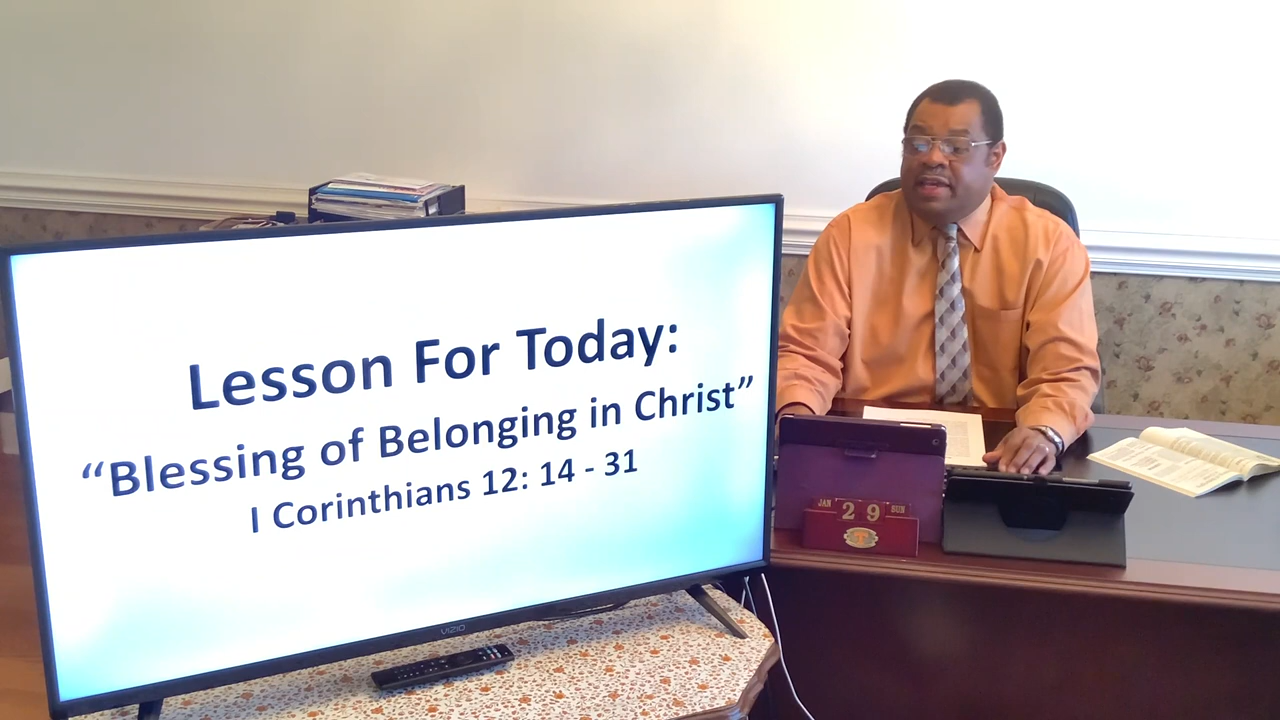 Lesson For Today:
“Blessing of Belonging in Christ”
I Corinthians 12: 14 - 31
VIZIO
JAN 29 SUN